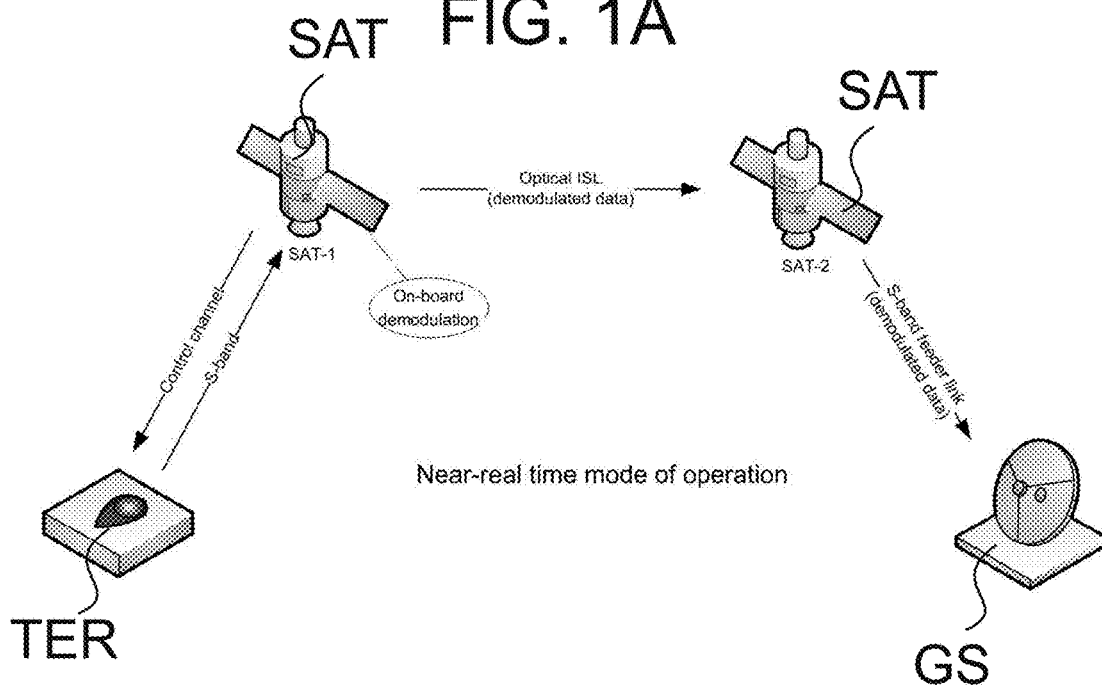 FIG. 1A
SAT
SAT
Optical ISL
(demodulated data)
SAT-1
SAT-2
On-board
demodulation
Control channel
S-band
S-band feeder link
(demodulated data)
Near-real time mode of operation
TER
GS